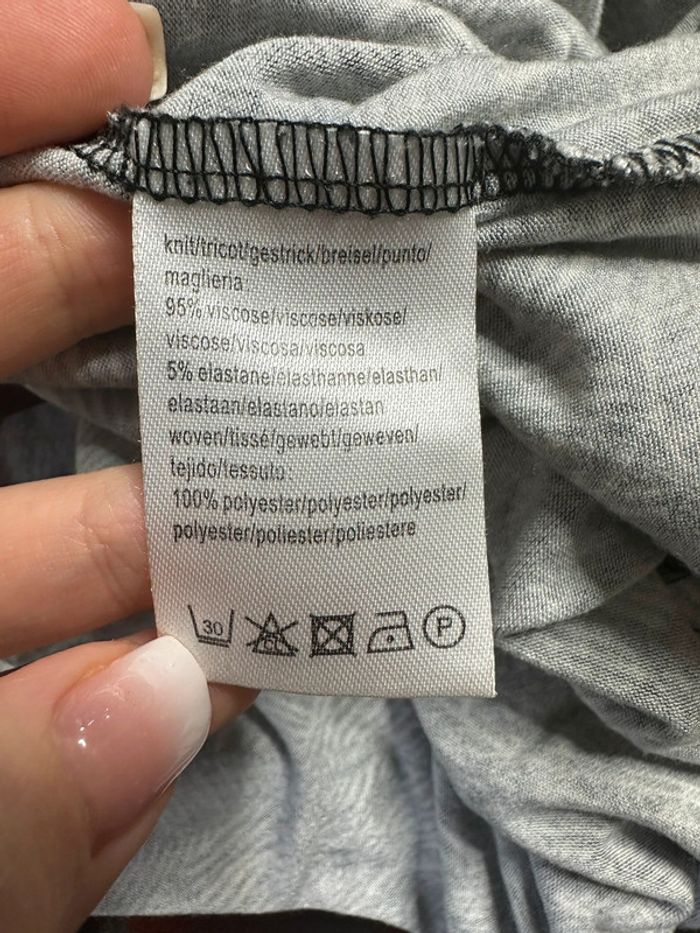 knit/tricot/gestrick/breisel/punto/
maglieria
95% viscose/viscose/viskose/
viscose/viscosa/viscosa
5% elastane/elasthanne/elasthan/
elastaan/elastano/elastan
woven/tissé/gewebt/geweven/
tejido/tessuto:
100% polyester/polyester/polyester/
polyester/poliester/poliestere
30 CL P